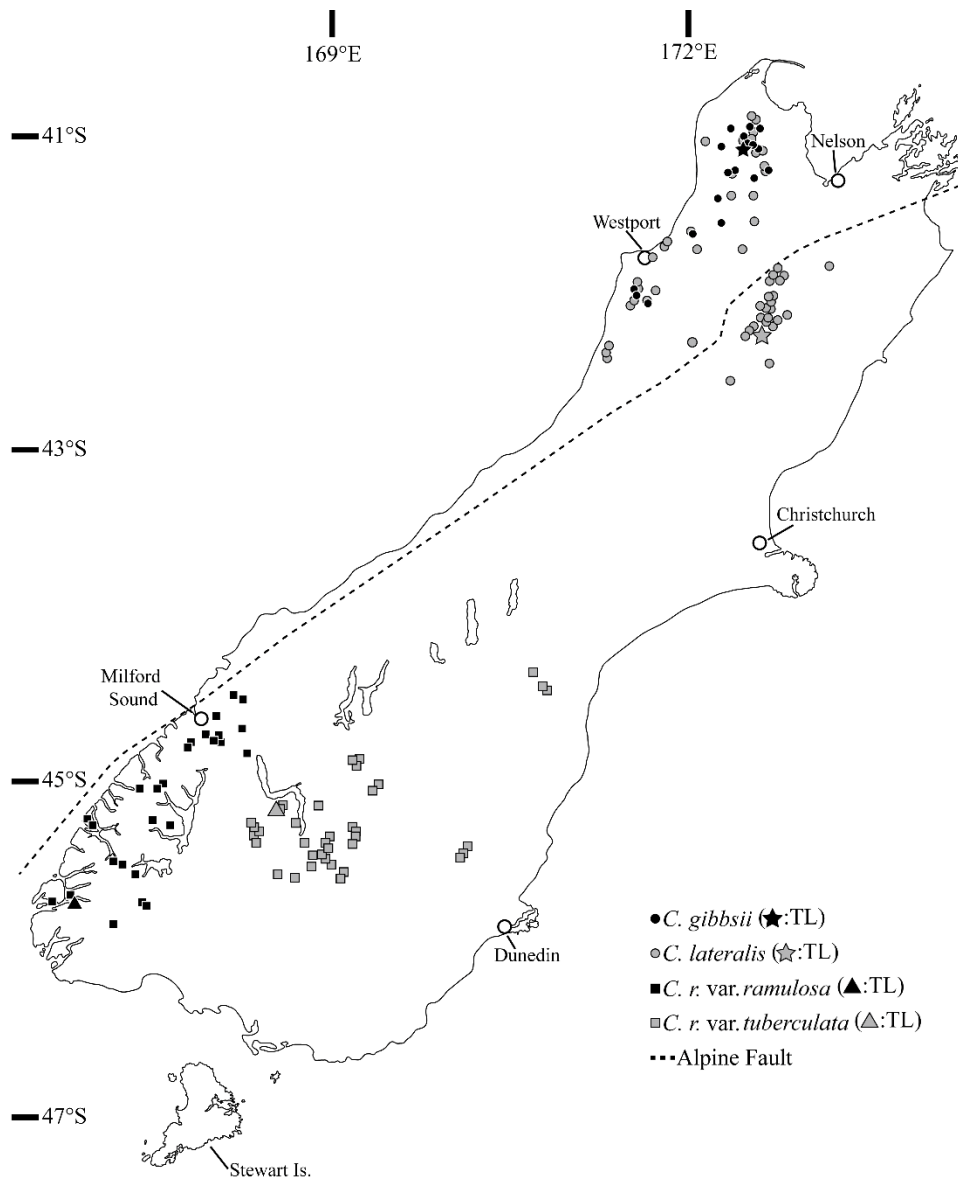 169°E
172°E
41°S
Nelson
Westport
43°S
Christchurch
Milford
Sound
45°S
C. gibbsii (★:TL)
C. lateralis (★:TL)
Dunedin
C. r. var. ramulosa (▲:TL)
C. r. var. tuberculata (▲:TL)
Alpine Fault
47°S
Stewart Is.